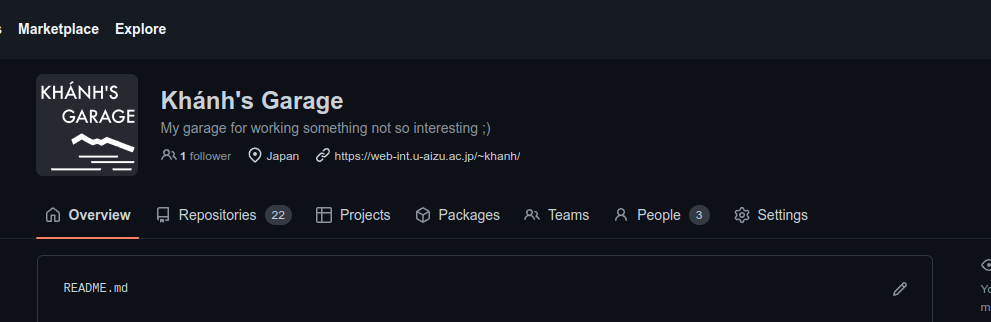 s Marketplace Explore
KHÁNH'S
GARAGE
Khánh's Garage
My garage for working something not so interesting ;)
1 follower Japan https://web-int.u-aizu.ac.jp/~khanh/
Overview Repositories 22 Projects Packages Teams People 3 Settings
README.md
Yo
m